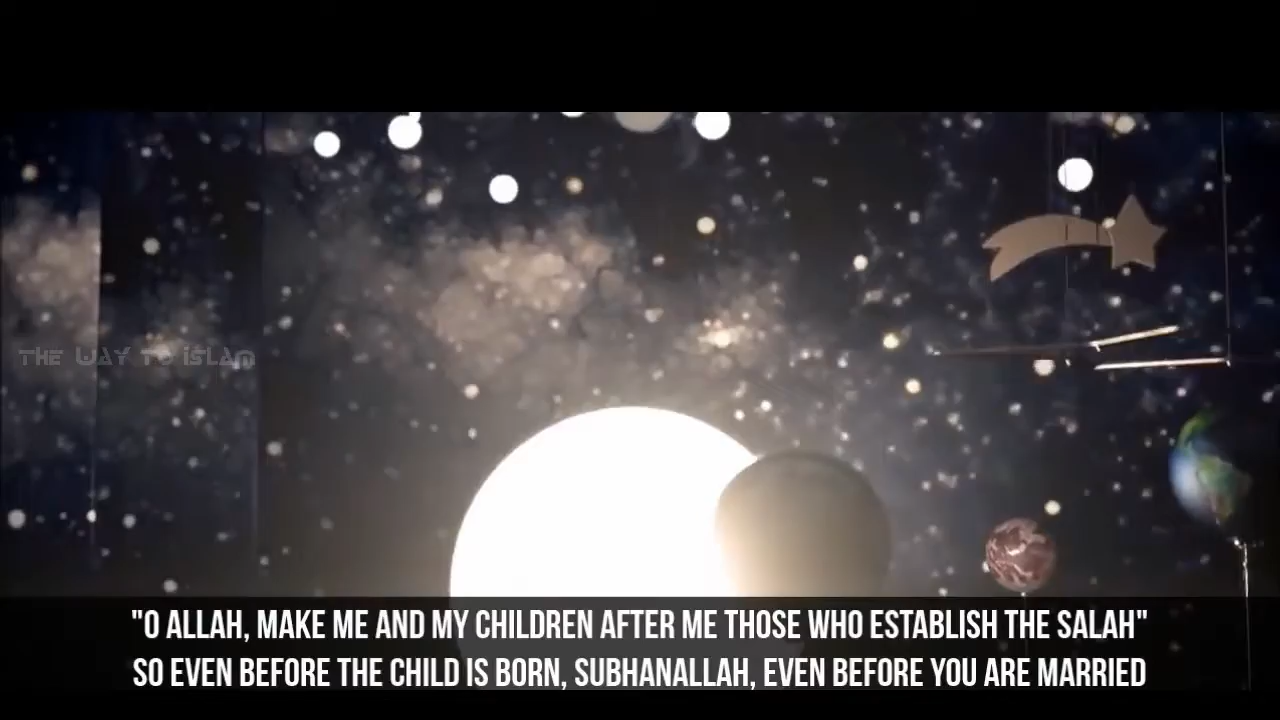 THE WAY TO ISLAM
"O ALLAH, MAKE ME AND MY CHILDREN AFTER ME THOSE WHO ESTABLISH THE SALAH"
SO EVEN BEFORE THE CHILD IS BORN, SUBHANALLAH, EVEN BEFORE YOU ARE MARRIED